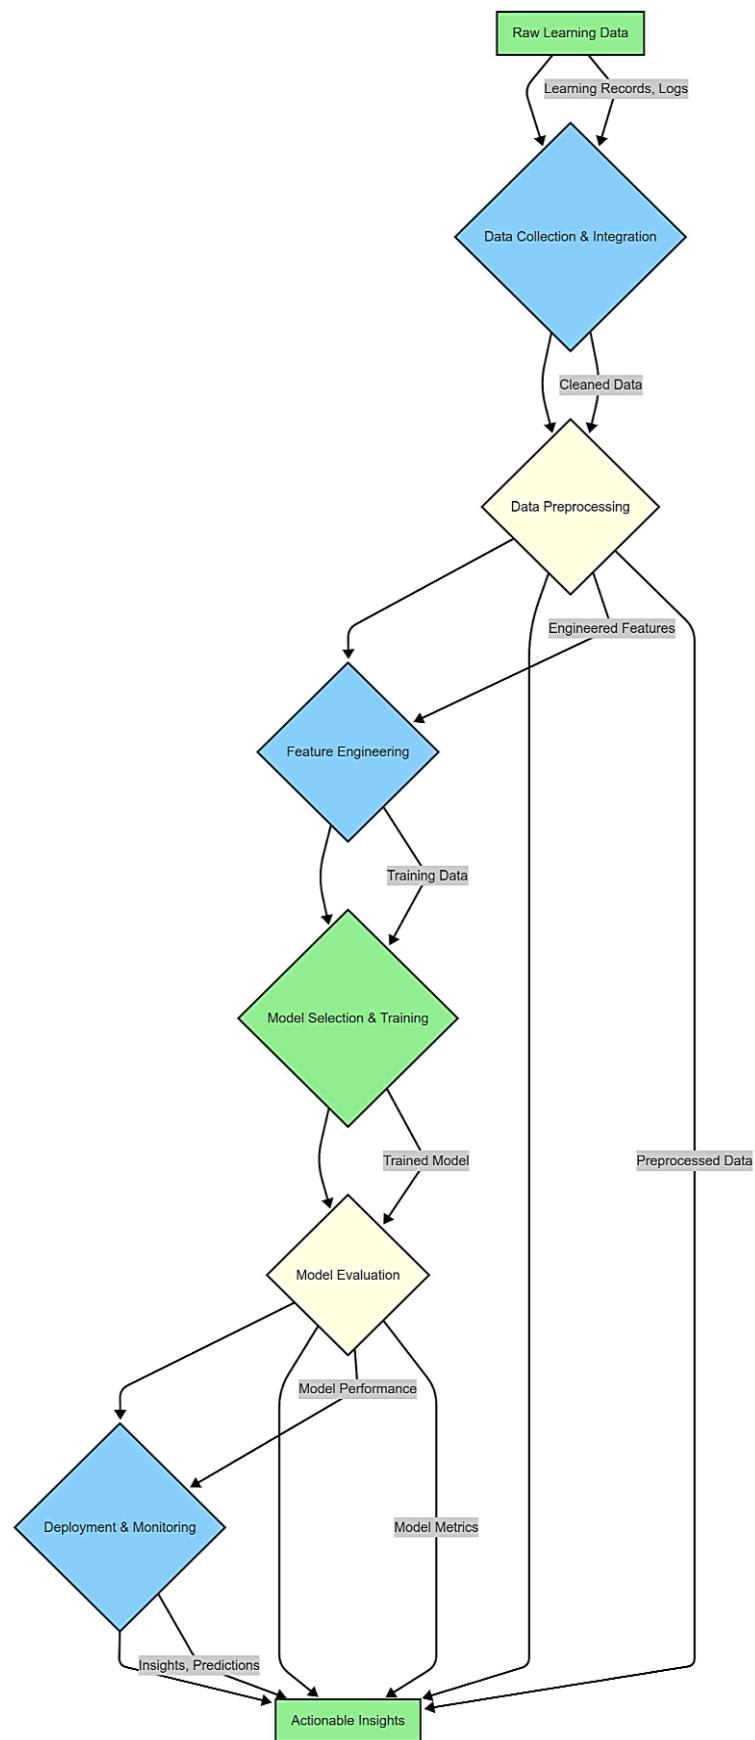 Raw Learning Data
Learning Records, Logs
Data Collection & Integration
Cleaned Data
Data Preprocessing
Engineered Features
Feature Engineering
Training Data
Model Selection & Training
Trained Model
Preprocessed Data
Model Evaluation
Model Performance
Deployment & Monitoring
Model Metrics
Insights, Predictions
Actionable Insights